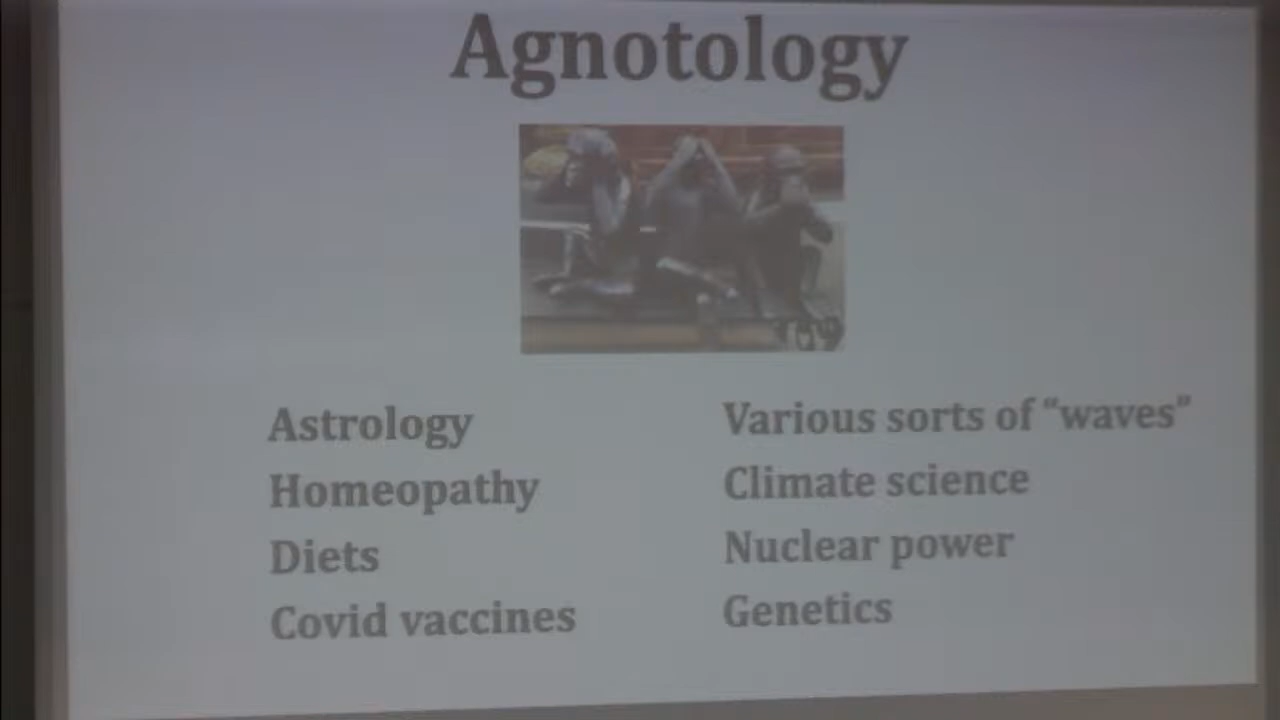 Agnotology
Astrology
Homeopathy
Diets
Covid vaccines
Various sorts of “waves”
Climate science
Nuclear power
Genetics